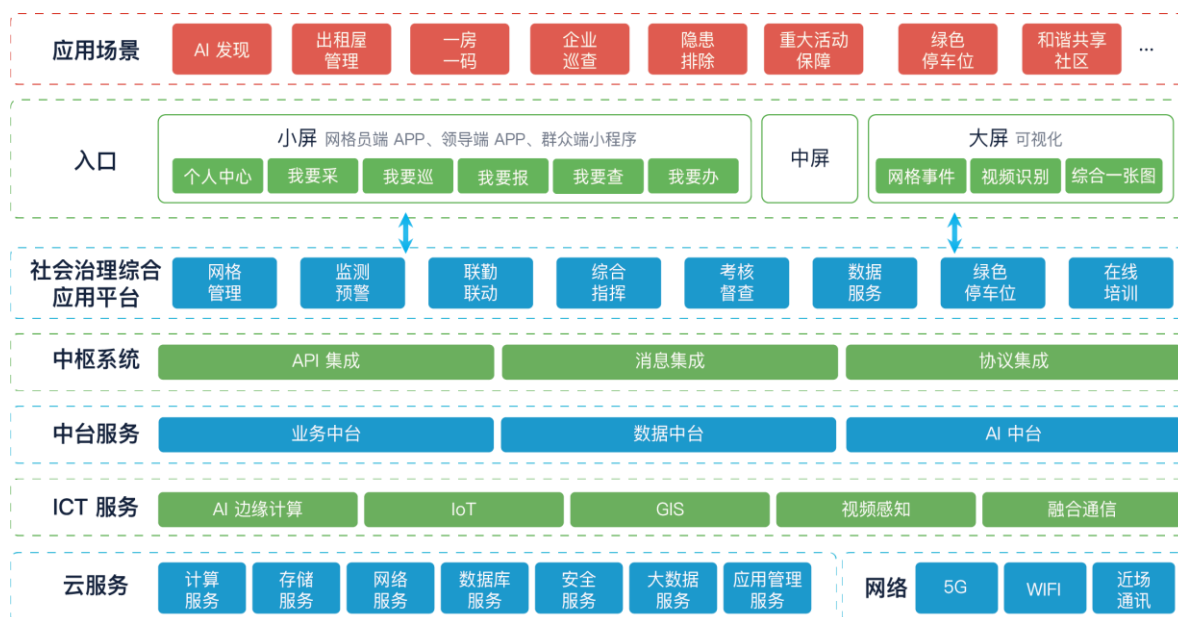 应用场景
AI 发现
出租屋
管理
一房
一码
企业
巡查
隐患
排除
重大活动
保障
绿色
停车位
和谐共享
社区
...
入口
小屏 网格员端 APP、领导端 APP、群众端小程序
个人中心
我要采
我要巡
我要报
我要查
我要办
中屏
大屏 可视化
网格事件
视频识别
综合一张图
社会治理综合
应用平台
网格
管理
监测
预警
联勤
联动
综合
指挥
考核
督查
数据
服务
绿色
停车位
在线
培训
中枢系统
API 集成
消息集成
协议集成
中台服务
业务中台
数据中台
AI 中台
ICT 服务
AI 边缘计算
IoT
GIS
视频感知
融合通信
云服务
计算
服务
存储
服务
网络
服务
数据库
服务
安全
服务
大数据
服务
应用管理
服务
网络
5G
WIFI
近场
通讯